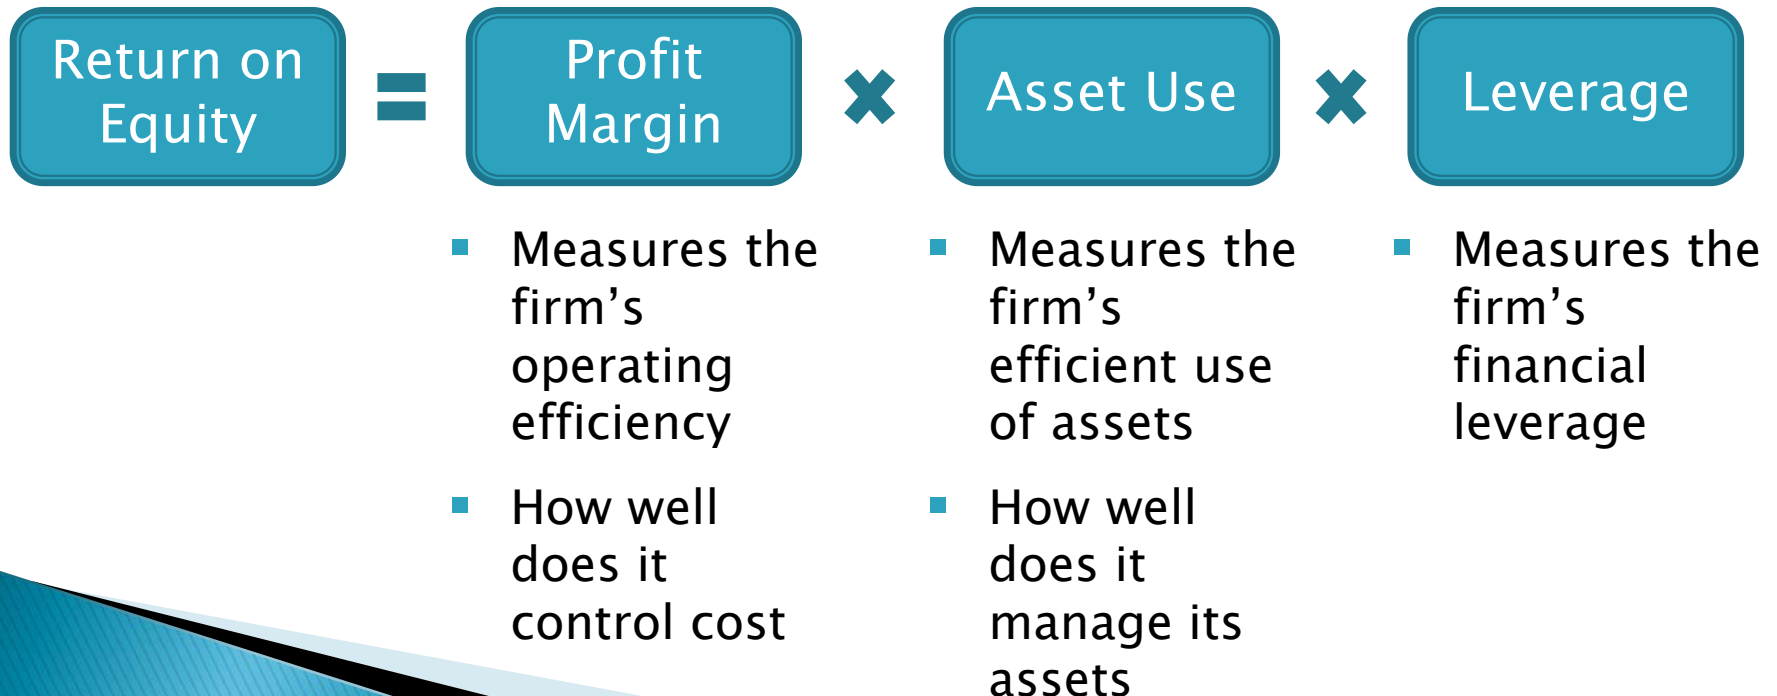 Return on
Equity
=
Profit
Margin
×
Asset Use
×
Leverage
▪ Measures the
firm’s
operating
efficiency
▪ How well
does it
control cost
▪ Measures the
firm’s
efficient use
of assets
▪ How well
does it
manage its
assets
▪ Measures the
firm’s
financial
leverage